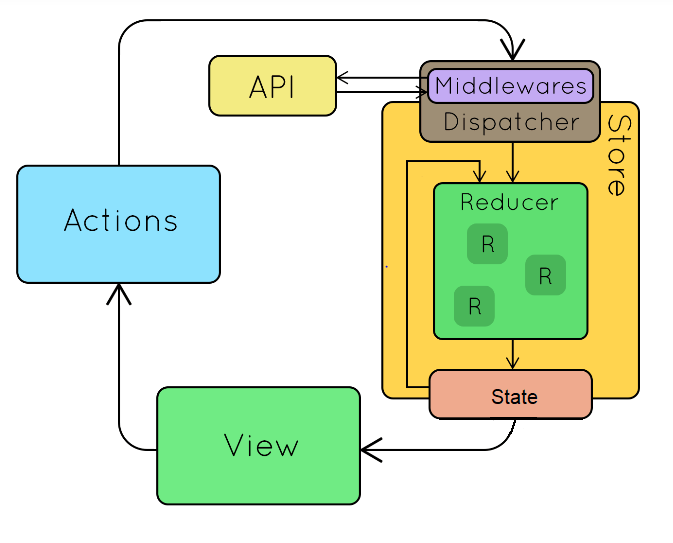 API
Middlewares
Dispatcher
Store
Actions
Reducer
R
R
R
State
View